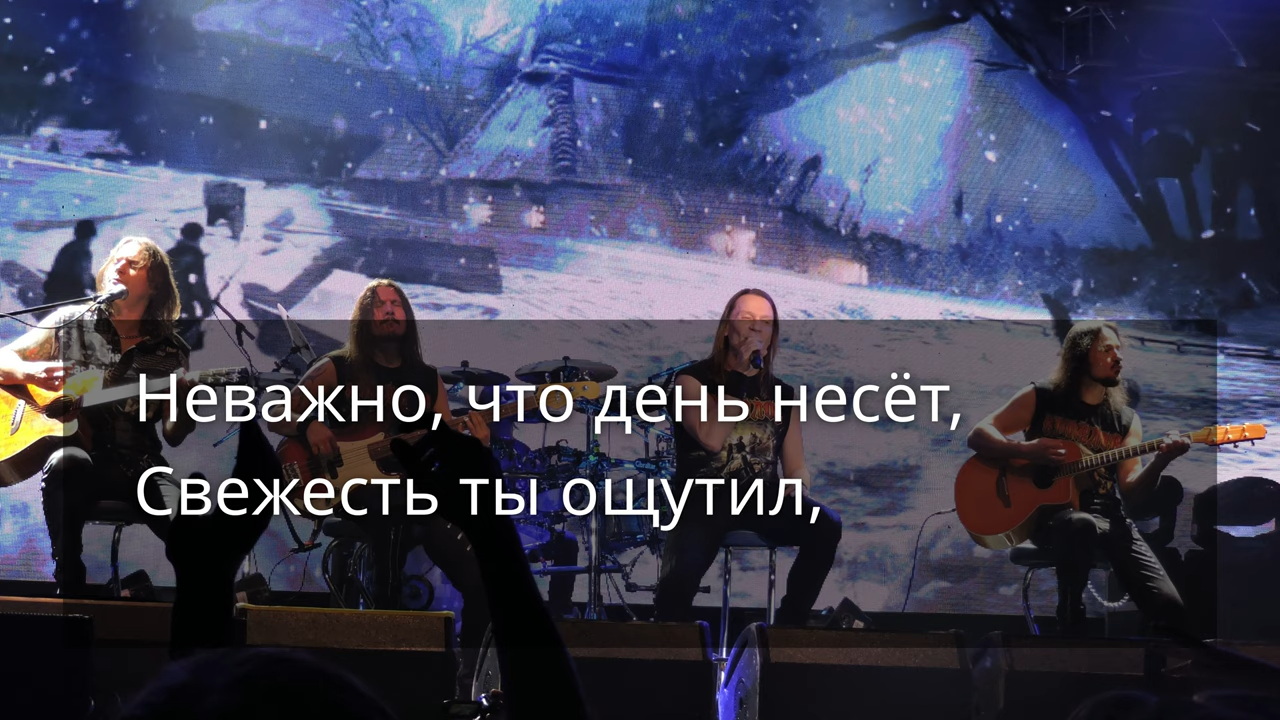 Неважно, что день несёт,
Свежесть ты ощутил,